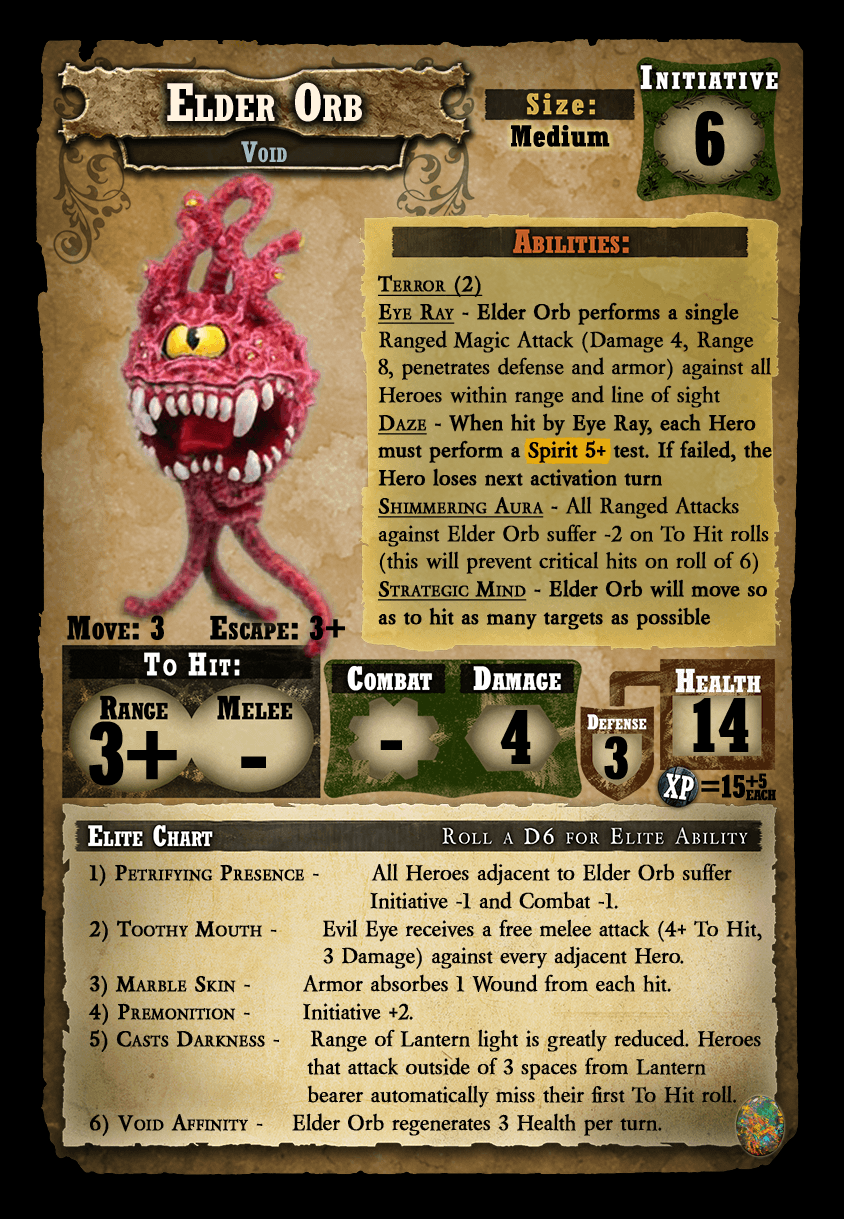 Elder Orb
Void
Size:
Medium
Initiative
6
Abilities:
Terror (2)
Eye Ray - Elder Orb performs a single
Ranged Magic Attack (Damage 4, Range
8, penetrates defense and armor) against all
Heroes within range and line of sight
Daze - When hit by Eye Ray, each Hero
must perform a Spirit 5+ test. If failed, the
Hero loses next activation turn
Shimmering Aura - All Ranged Attacks
against Elder Orb suffer -2 on To Hit rolls
(this will prevent critical hits on roll of 6)
Strategic Mind - Elder Orb will move so
as to hit as many targets as possible
Move: 3 Escape: 3+
To Hit:
Range Melee
3+ -
Combat Damage
- 4
Defense
3
Health
14
XP =15 +5 EACH
Elite Chart Roll a D6 for Elite Ability
1) Petrifying Presence - All Heroes adjacent to Elder Orb suffer
Initiative -1 and Combat -1.
2) Toothy Mouth - Evil Eye receives a free melee attack (4+ To Hit,
3 Damage) against every adjacent Hero.
3) Marble Skin - Armor absorbes 1 Wound from each hit.
4) Premonition - Initiative +2.
5) Casts Darkness - Range of Lantern light is greatly reduced. Heroes
that attack outside of 3 spaces from Lantern
bearer automatically miss their first To Hit roll.
6) Void Affinity - Elder Orb regenerates 3 Health per turn.